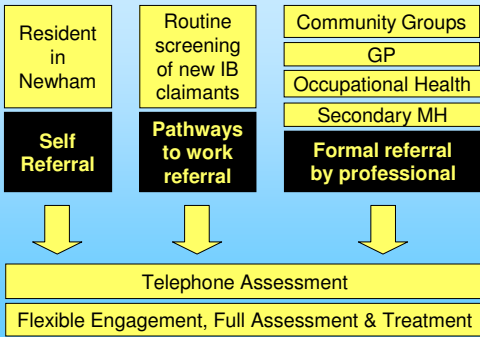 Resident
in
Newham
Self
Referral
Routine
screening
of new IB
claimants
Pathways
to work
referral
Community Groups
GP
Occupational Health
Secondary MH
Formal referral
by professional
Telephone Assessment
Flexible Engagement, Full Assessment & Treatment